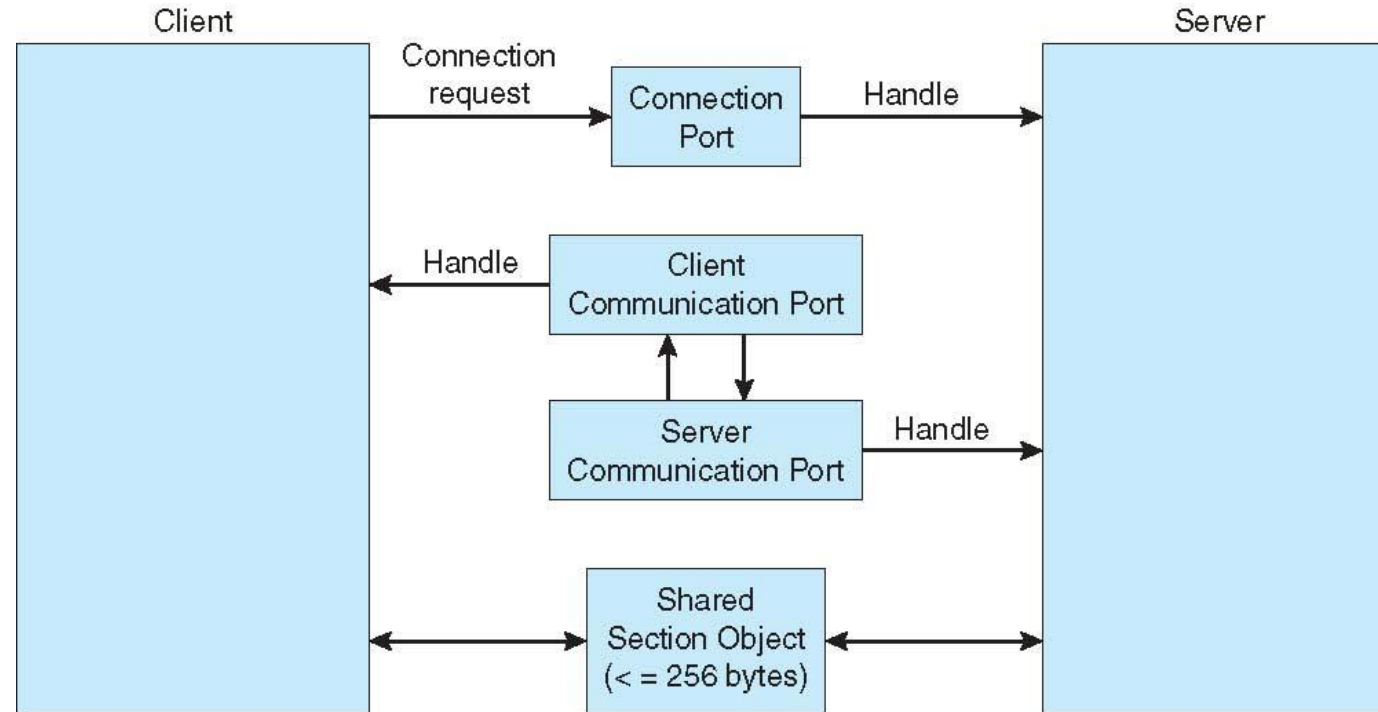 Client
Server
Connection
request
Connection
Port
Handle
Handle
Client
Communication Port
Server
Communication Port
Handle
Shared
Section Object
(< = 256 bytes)